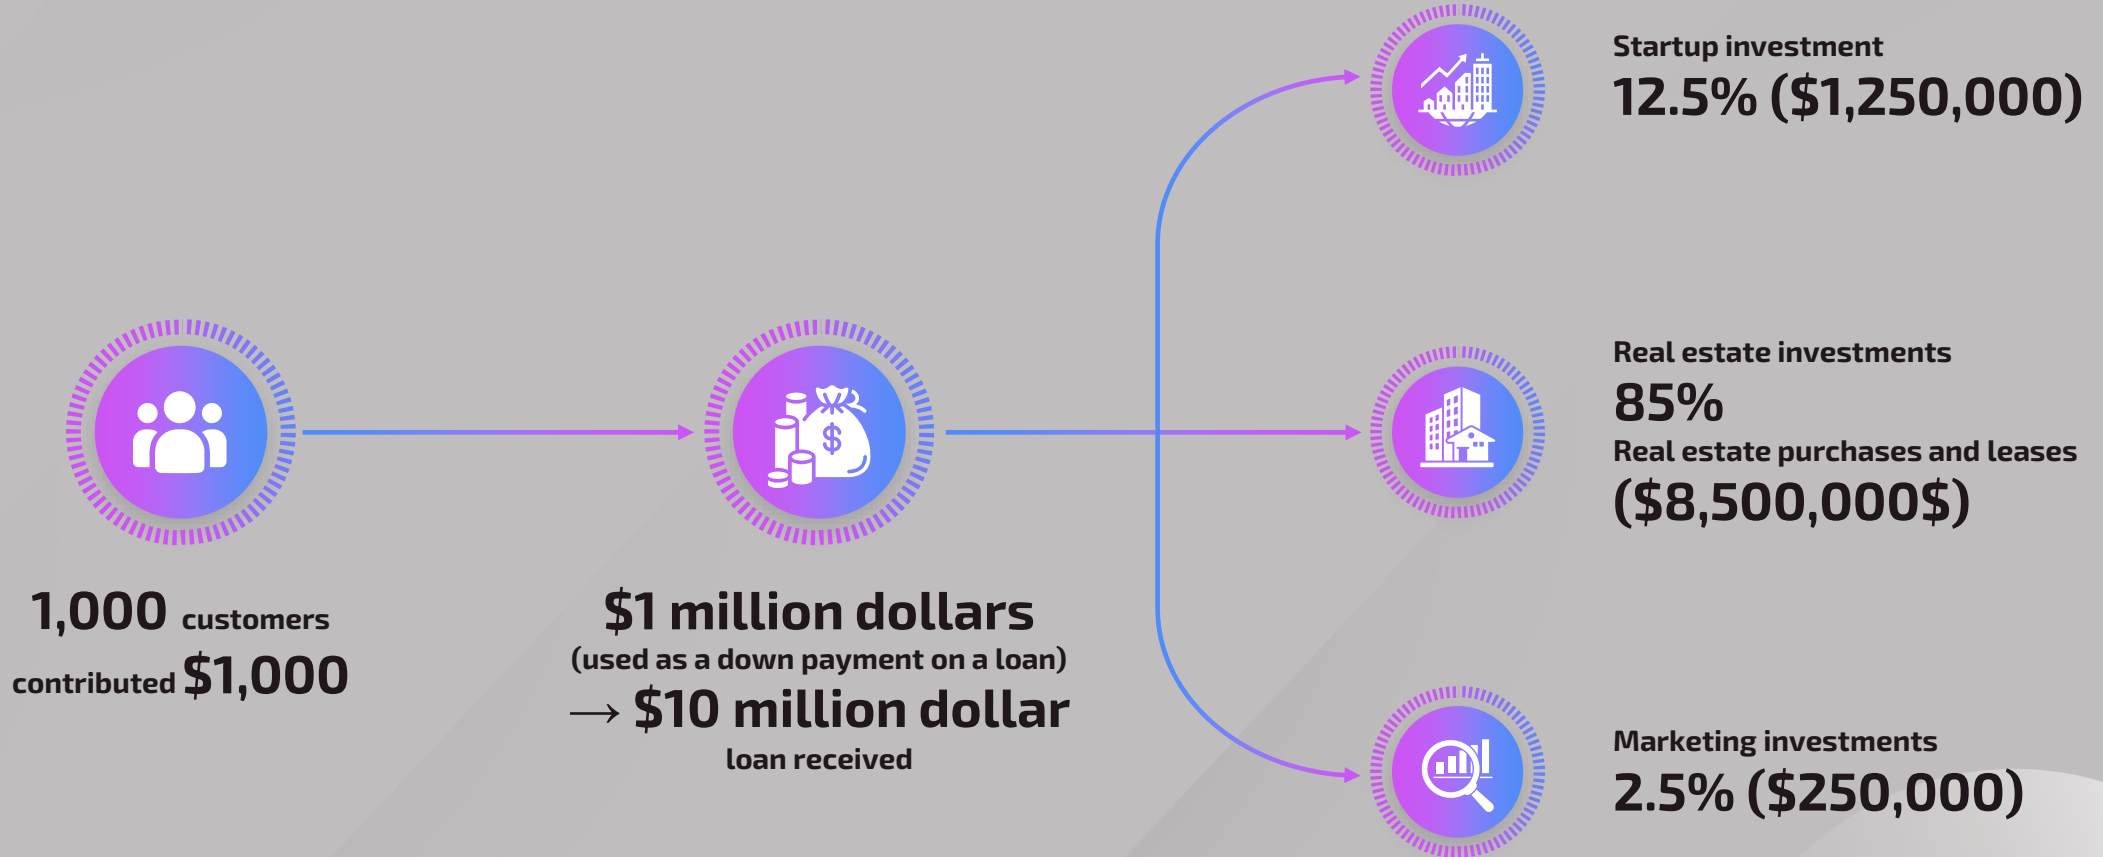 1,000 customers
contributed $1,000
$1 million dollars
(used as a down payment on a loan)
→ $10 million dollar
loan received
Startup investment
12.5% ($1,250,000)
Real estate investments
85%
Real estate purchases and leases
($8,500,000$)
Marketing investments
2.5% ($250,000)